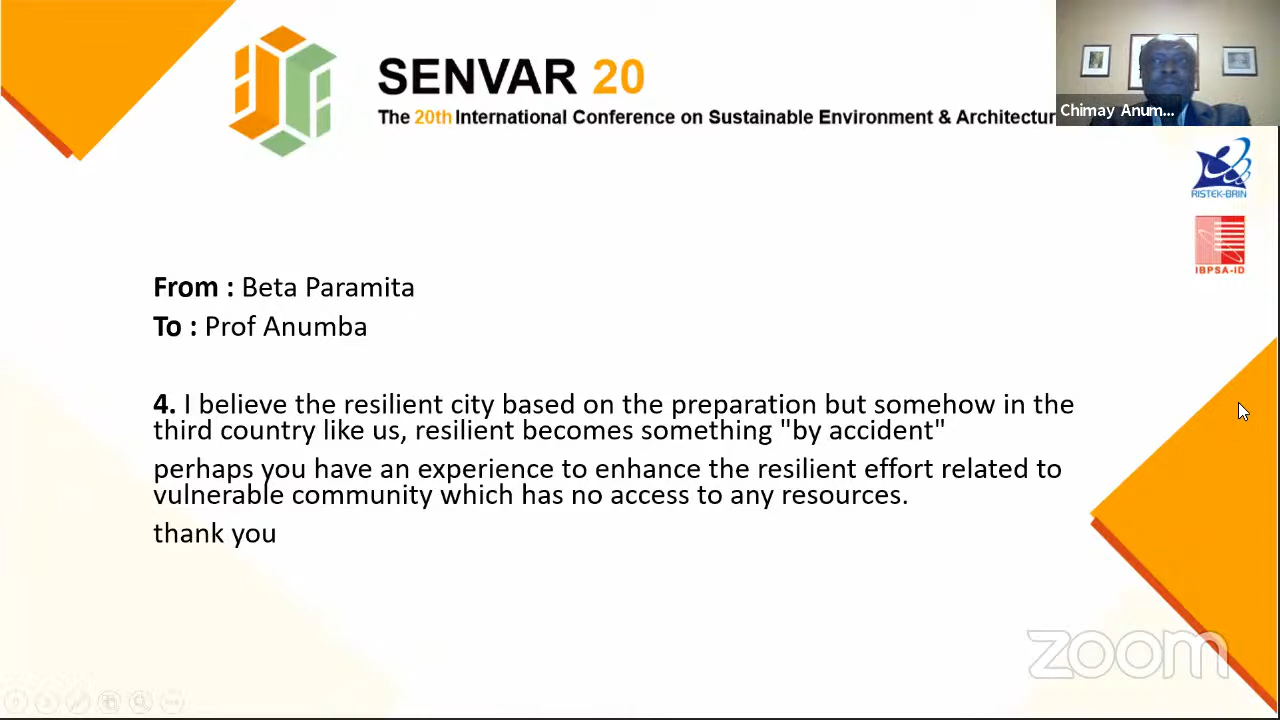 SENVAR 20
The 20th International Conference on Sustainable Environment & Architectur
Chimay Anum...
RISTEK-BRIN
IBPSA-ID
From : Beta Paramita
To : Prof Anumba
4. I believe the resilient city based on the preparation but somehow in the
third country like us, resilient becomes something "by accident"
perhaps you have an experience to enhance the resilient effort related to
vulnerable community which has no access to any resources.
thank you
zoom